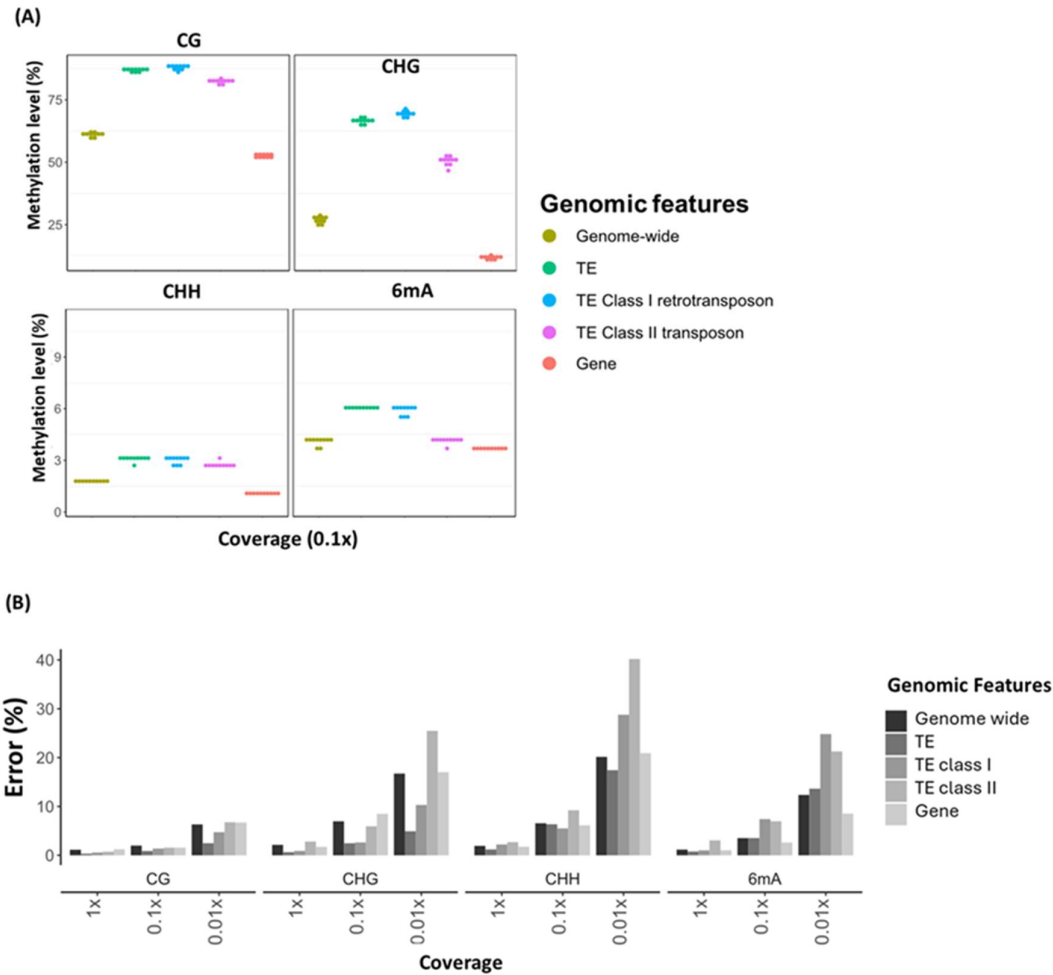 (A)
CG
CHG
Methylation level (%)
75
50
25
Genomic features
Genome-wide
TE
TE Class I retrotransposon
TE Class II transposon
Gene
CHH
6mA
Methylation level (%)
9
6
3
0
Coverage (0.1x)
(B)
Error (%)
40
30
20
10
0
Genomic Features
Genome wide
TE
TE class I
TE class II
Gene
CG CHG CHH 6mA
1x 0.1x 0.01x 1x 0.1x 0.01x 1x 0.1x 0.01x 1x 0.1x 0.01x
Coverage